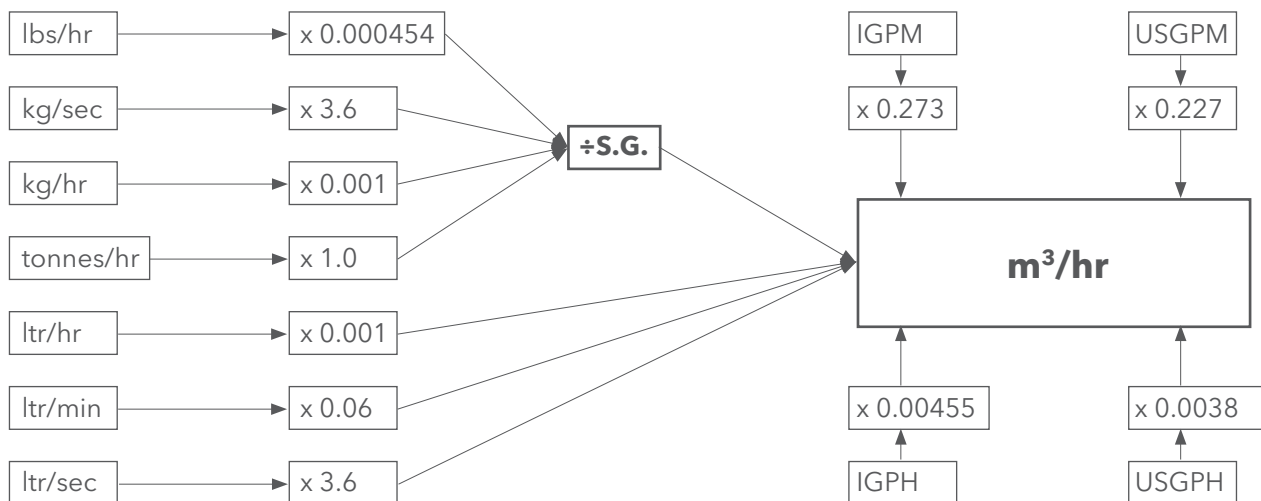 lbs/hr
x 0.000454
IGPM
USGPM
kg/sec
x 3.6
x 0.273
x 0.227
÷S.G.
kg/hr
x 0.001
tonnes/hr
x 1.0
m³/hr
ltr/hr
x 0.001
ltr/min
x 0.06
x 0.00455
x 0.0038
ltr/sec
x 3.6
IGPH
USGPH